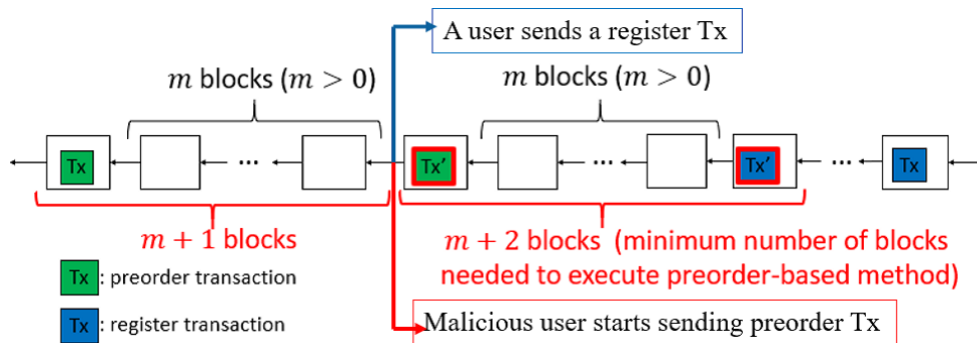 A user sends a register Tx
m blocks (m > 0)
m blocks (m > 0)
Tx
...
Tx'
...
Tx'
...
Tx
m + 1 blocks
m + 2 blocks (minimum number of blocks
needed to execute preorder-based method)
Tx : preorder transaction
Tx : register transaction
Malicious user starts sending preorder Tx